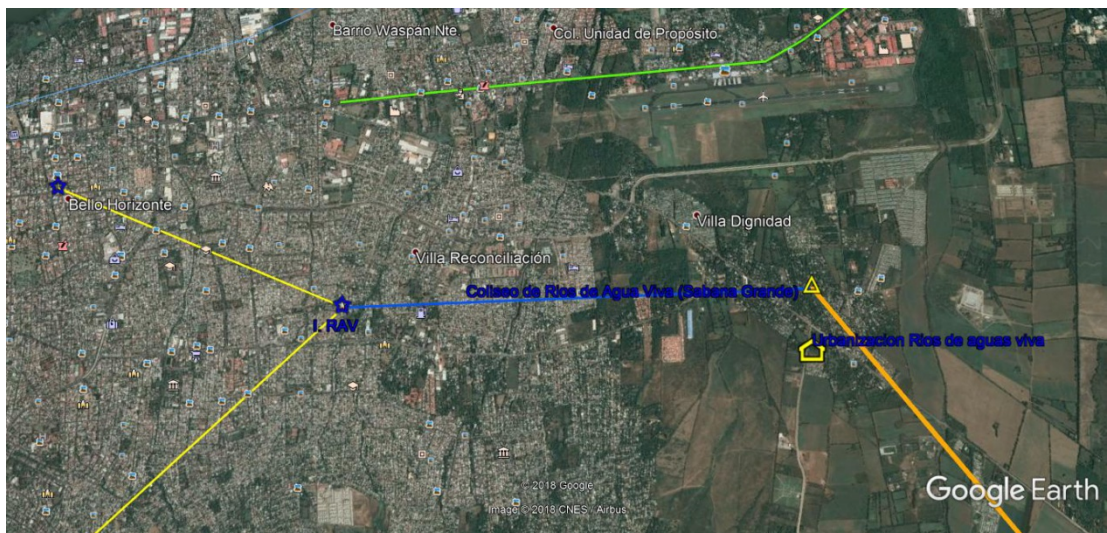 Barrio Waspán Nte.
Col. Unidad de Propósito
Bello Horizonte
Villa Dignidad
Villa Reconciliación
Coliseo de Rios de Agua Viva (Sabana Grande)
I. RAV
Urbanizacion Rios de aguas viva
© 2018 Google
Image © 2018 CNES / Airbus
Google Earth